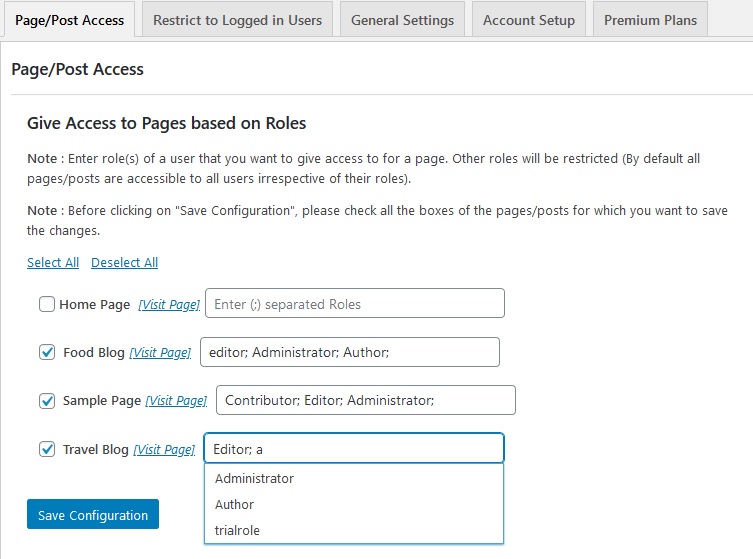 Page/Post Access Restrict to Logged in Users General Settings Account Setup Premium Plans
Page/Post Access
Give Access to Pages based on Roles
Note : Enter role(s) of a user that you want to give access to for a page. Other roles will be restricted (By default all
pages/posts are accessible to all users irrespective of their roles).
Note : Before clicking on "Save Configuration", please check all the boxes of the pages/posts for which you want to save
the changes.
Select All Deselect All
Home Page [Visit Page] Enter (;) separated Roles
Food Blog [Visit Page] editor; Administrator; Author;
Sample Page [Visit Page] Contributor; Editor; Administrator;
Travel Blog [Visit Page] Editor; a
Administrator
Author
trialrole
Save Configuration